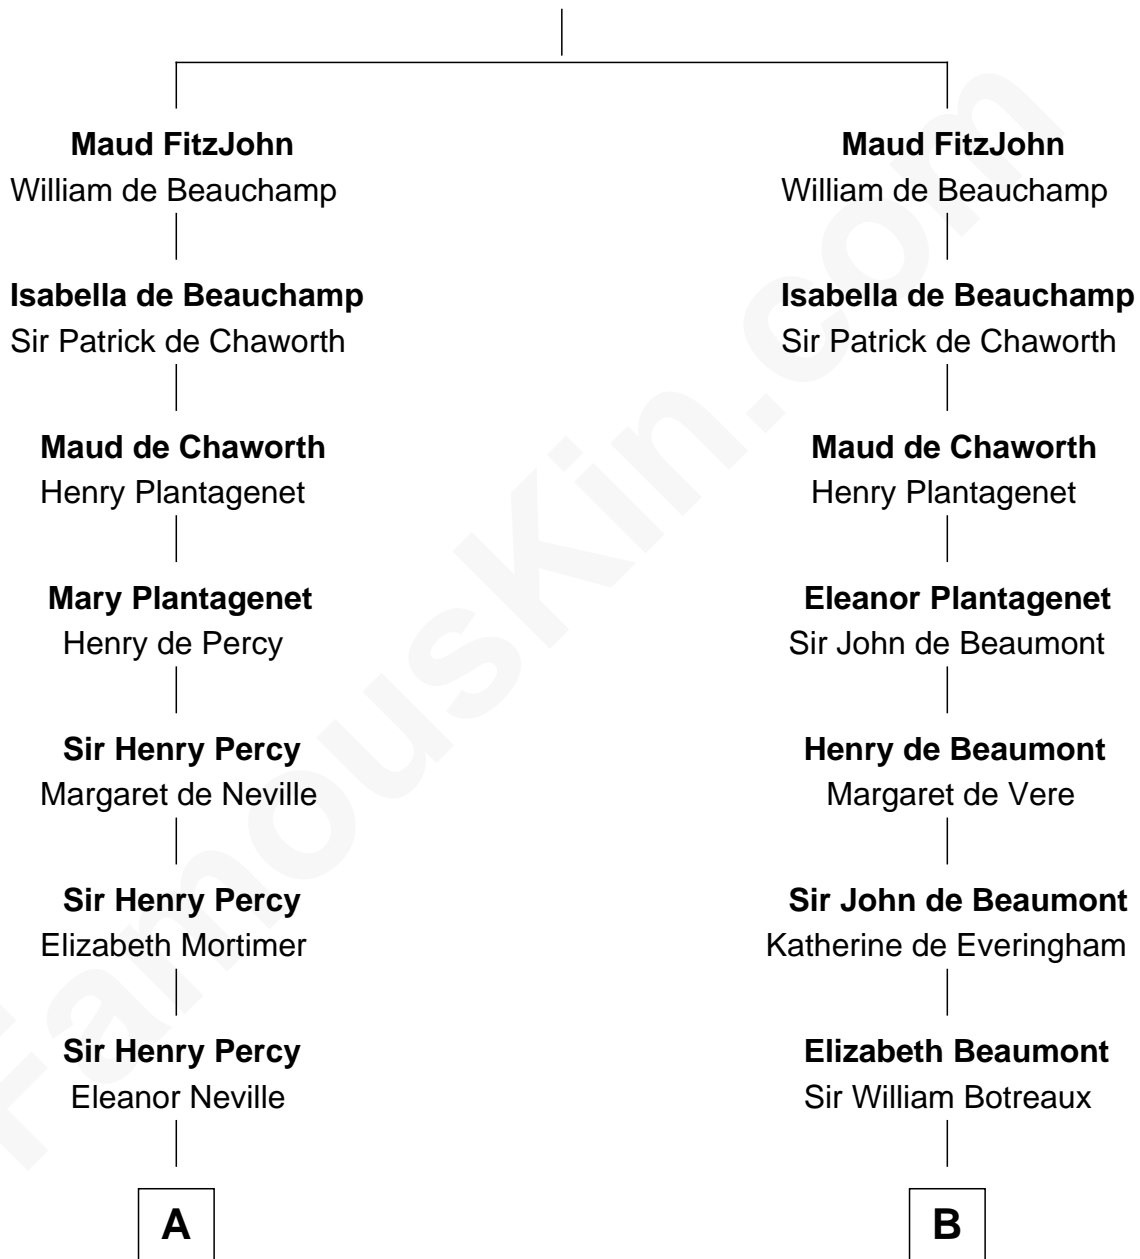 Maud FitzJohn
William de Beauchamp
Isabella de Beauchamp
Sir Patrick de Chaworth
Maud de Chaworth
Henry Plantagenet
Mary Plantagenet
Henry de Percy
Sir Henry Percy
Margaret de Neville
Sir Henry Percy
Elizabeth Mortimer
Sir Henry Percy
Eleanor Neville
A
Maud FitzJohn
William de Beauchamp
Isabella de Beauchamp
Sir Patrick de Chaworth
Maud de Chaworth
Henry Plantagenet
Eleanor Plantagenet
Sir John de Beaumont
Henry de Beaumont
Margaret de Vere
Sir John de Beaumont
Katherine de Everingham
Elizabeth Beaumont
Sir William Botreaux
B
FamousKin.com